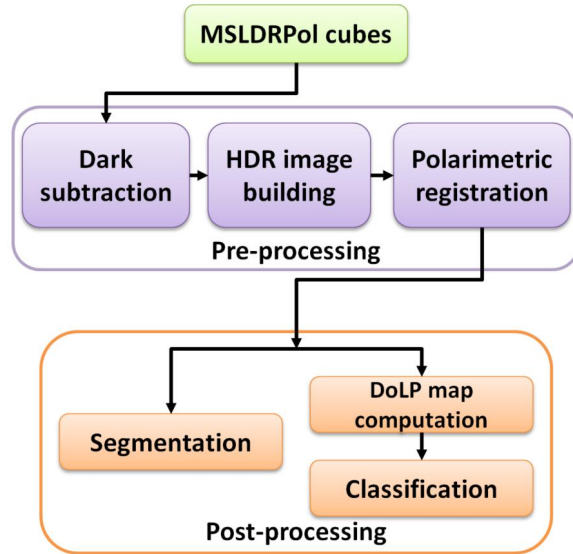 MSLDRPol cubes
Dark
subtraction
HDR image
building
Polarimetric
registration
Pre-processing
Segmentation
DoLP map
computation
Classification
Post-processing